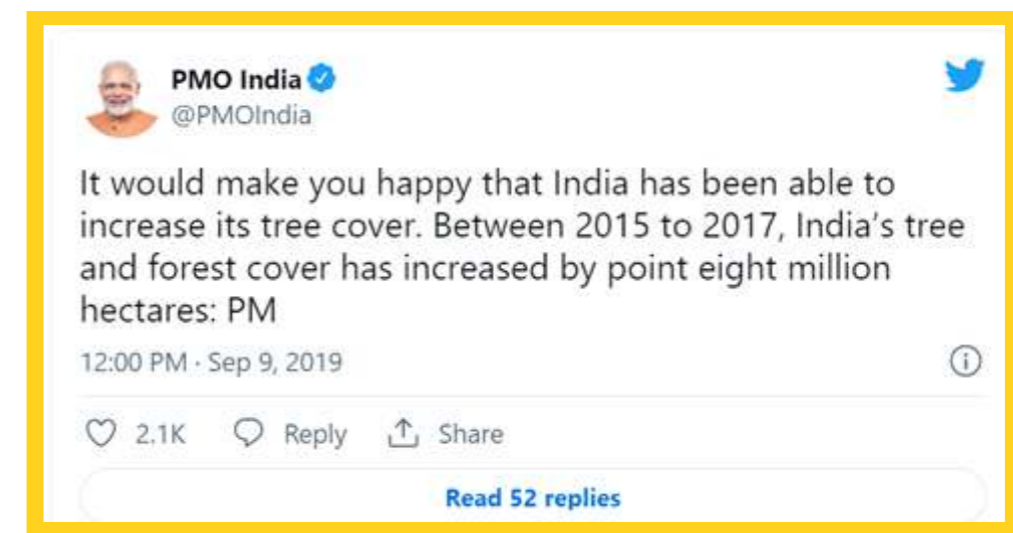 PMO India
@PMOIndia
It would make you happy that India has been able to
increase its tree cover. Between 2015 to 2017, India's tree
and forest cover has increased by point eight million
hectares: PM
12:00 PM · Sep 9, 2019
2.1K Reply Share
Read 52 replies